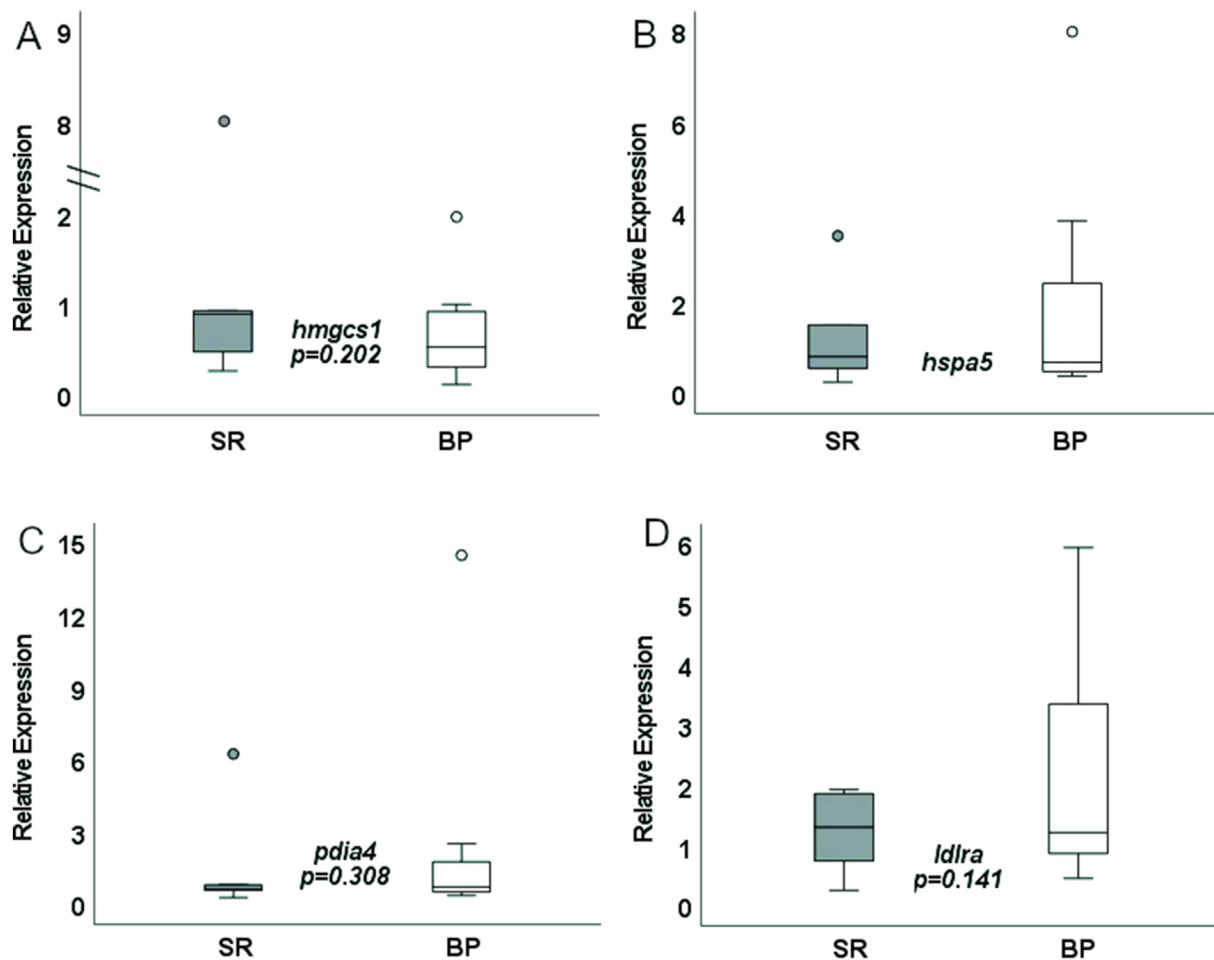 A
9
8
2
1
0
Relative Expression
hmgcs1
p=0.202
SR BP
B
8
6
4
2
0
Relative Expression
hspa5
SR BP
C
15
12
9
6
3
0
Relative Expression
pdia4
p=0.308
SR BP
D
6
5
4
3
2
1
0
Relative Expression
ldlra
p=0.141
SR BP